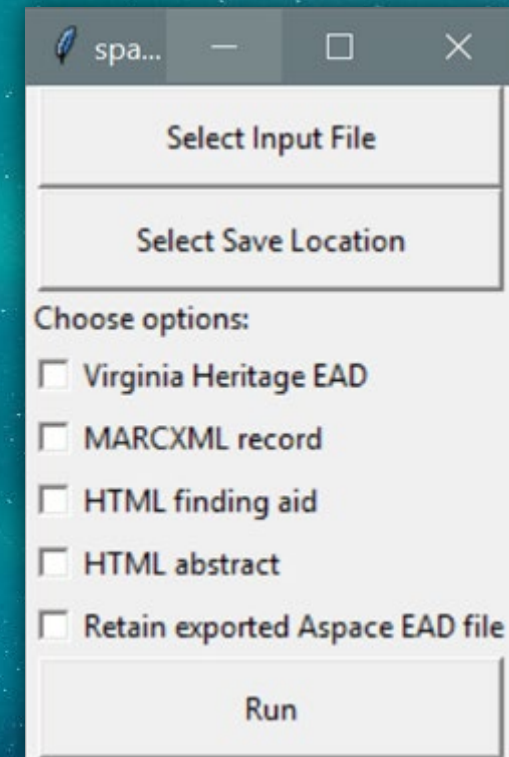 spa...
Select Input File
Select Save Location
Choose options:
Virginia Heritage EAD
MARCXML record
HTML finding aid
HTML abstract
Retain exported Aspace EAD file
Run